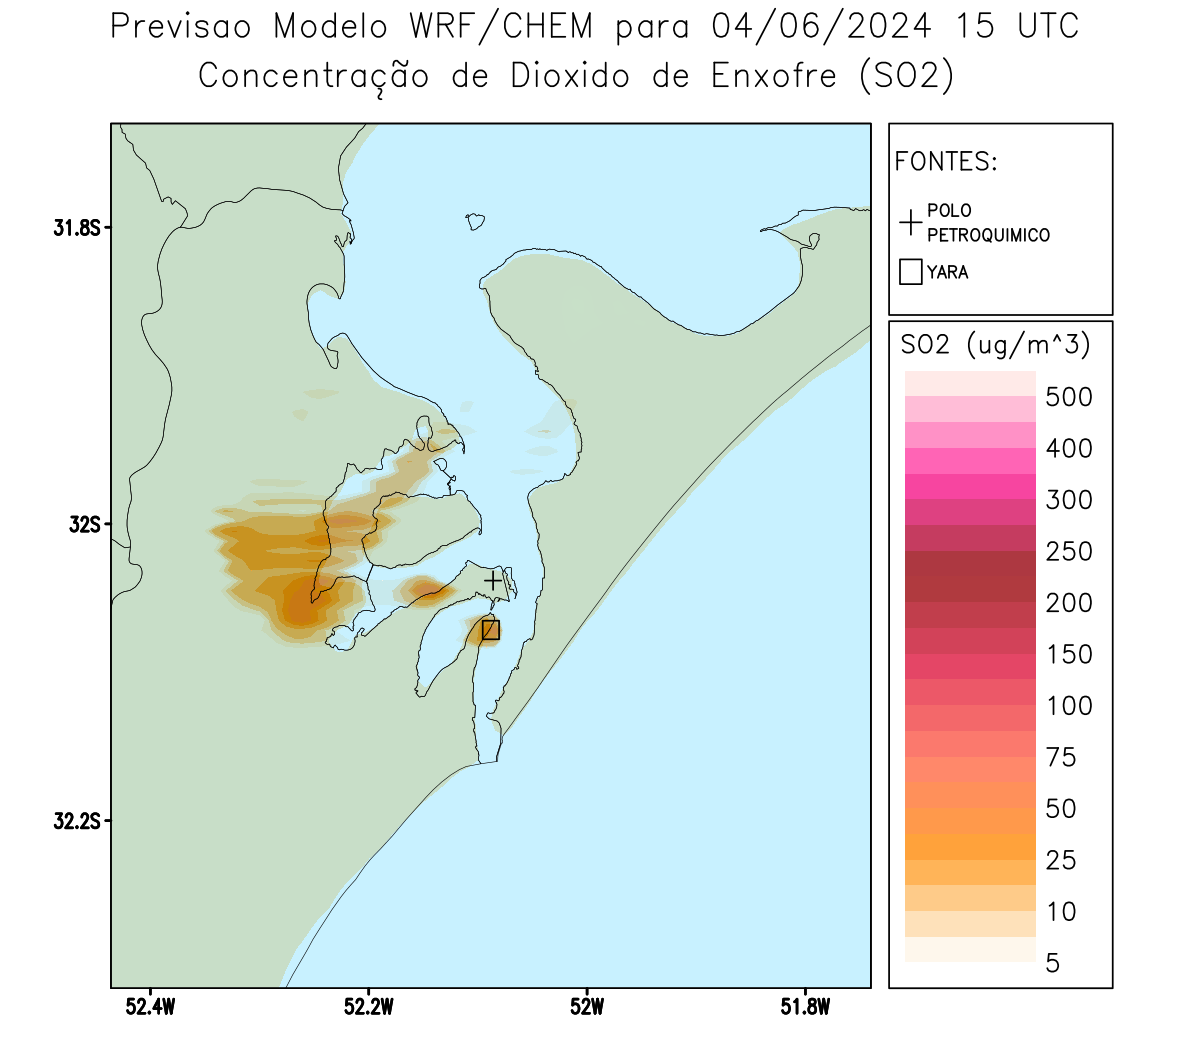 Previsao Modelo WRF/CHEM para 04/06/2024 15 UTC
Concentração de Dioxido de Enxofre (SO2)
FONTES:
POLO
PETROQUIMICO
YARA
31.8S
32S
32.2S
52.4W
52.2W
52W
51.8W
SO2 (ug/m^3)
500
400
300
250
200
150
100
75
50
25
10
5